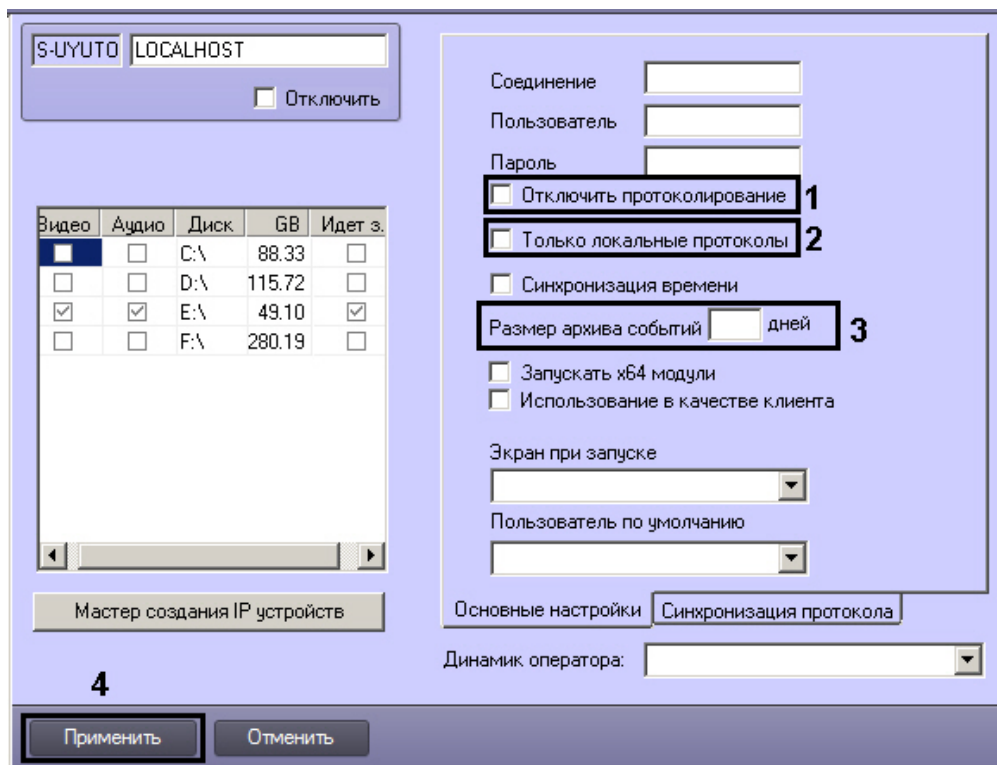 S-UYUTO LOCALHOST
Отключить
Видео Аудио Диск GB Идет з.
C:\ 88.33
D:\ 115.72
E:\ 49.10
F:\ 280.19
Мастер создания IP устройств
Соединение
Пользователь
Пароль
Отключить протоколирование 1
Только локальные протоколы 2
Синхронизация времени
Размер архива событий дней 3
Запускать x64 модули
Использование в качестве клиента
Экран при запуске
Пользователь по умолчанию
Основные настройки Синхронизация протокола
Динамик оператора:
4
Применить Отменить